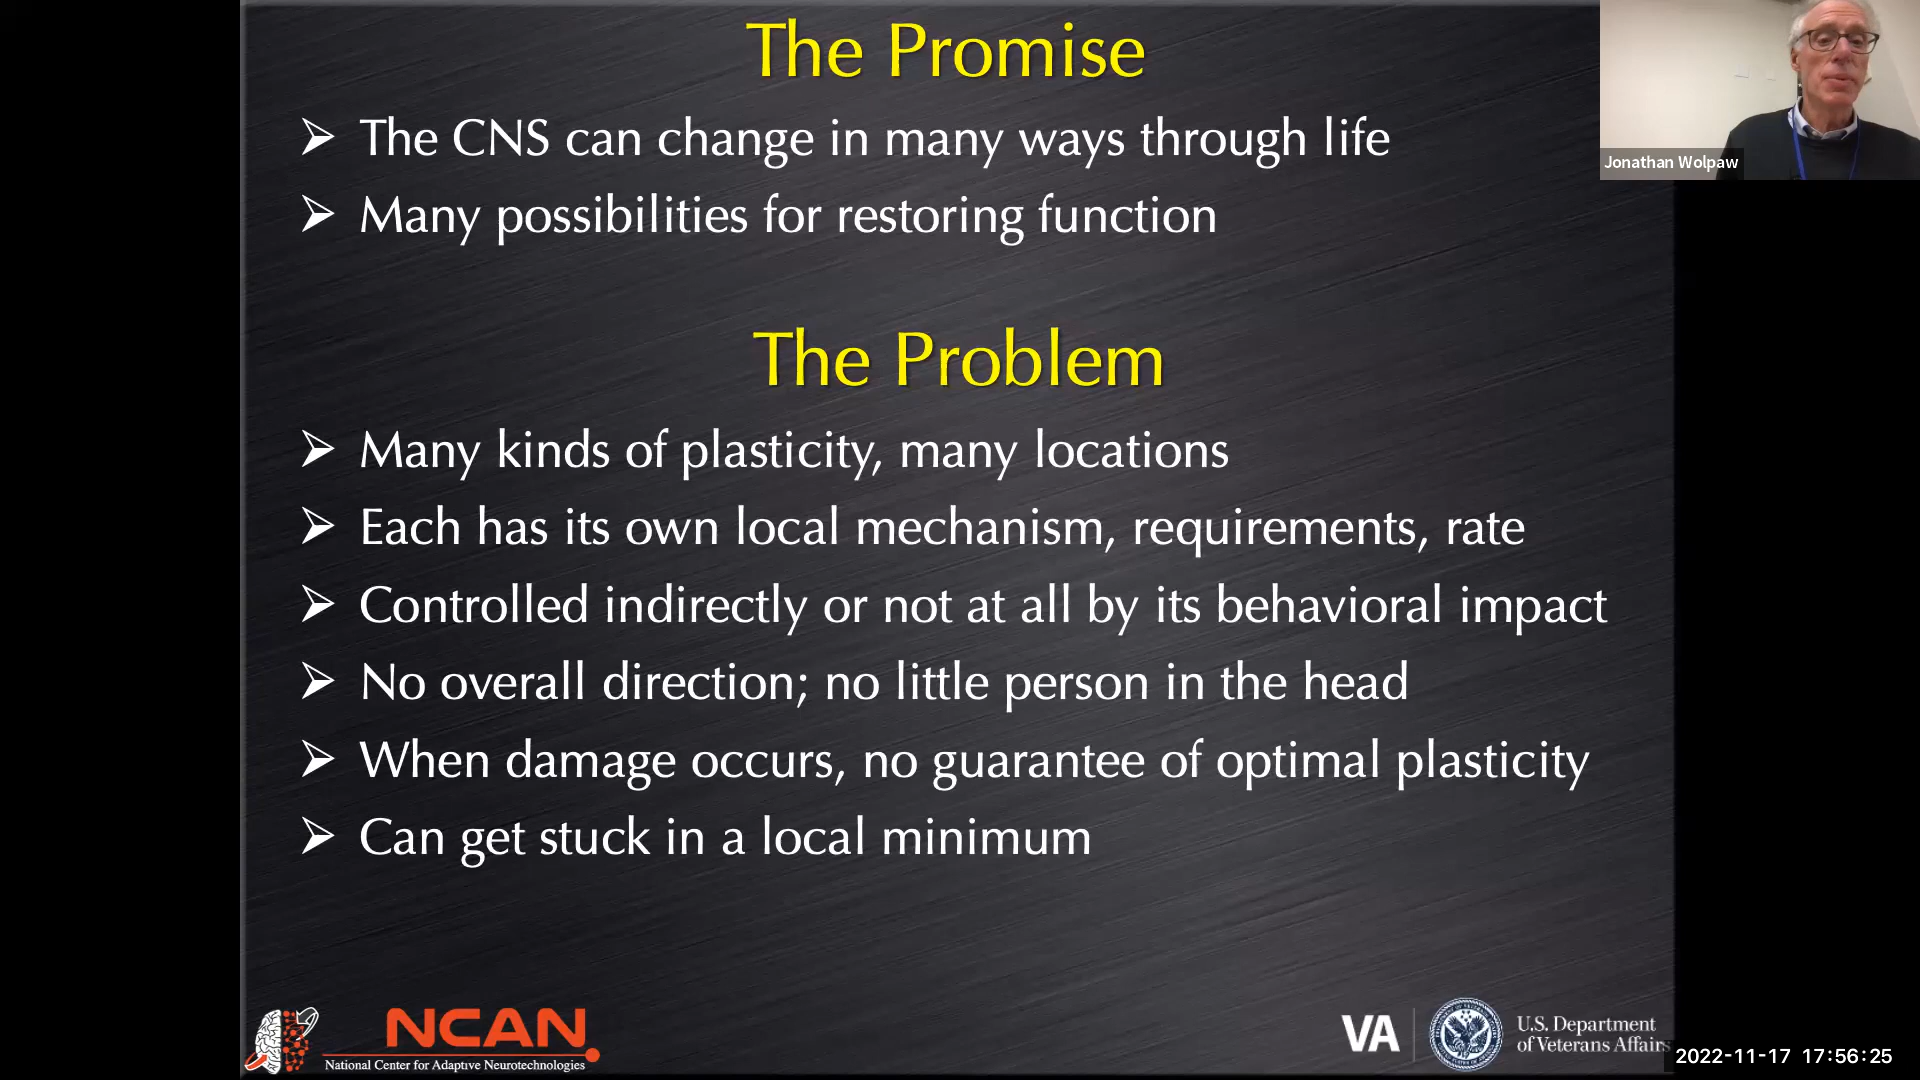 The Promise
The CNS can change in many ways through life
Many possibilities for restoring function
The Problem
Many kinds of plasticity, many locations
Each has its own local mechanism, requirements, rate
Controlled indirectly or not at all by its behavioral impact
No overall direction; no little person in the head
When damage occurs, no guarantee of optimal plasticity
Can get stuck in a local minimum
Jonathan Wolpaw
NCAN
National Center for Adaptive Neurotechnologies
VA
U.S. Department
of Veterans Affairs
2022-11-17 17:56:25